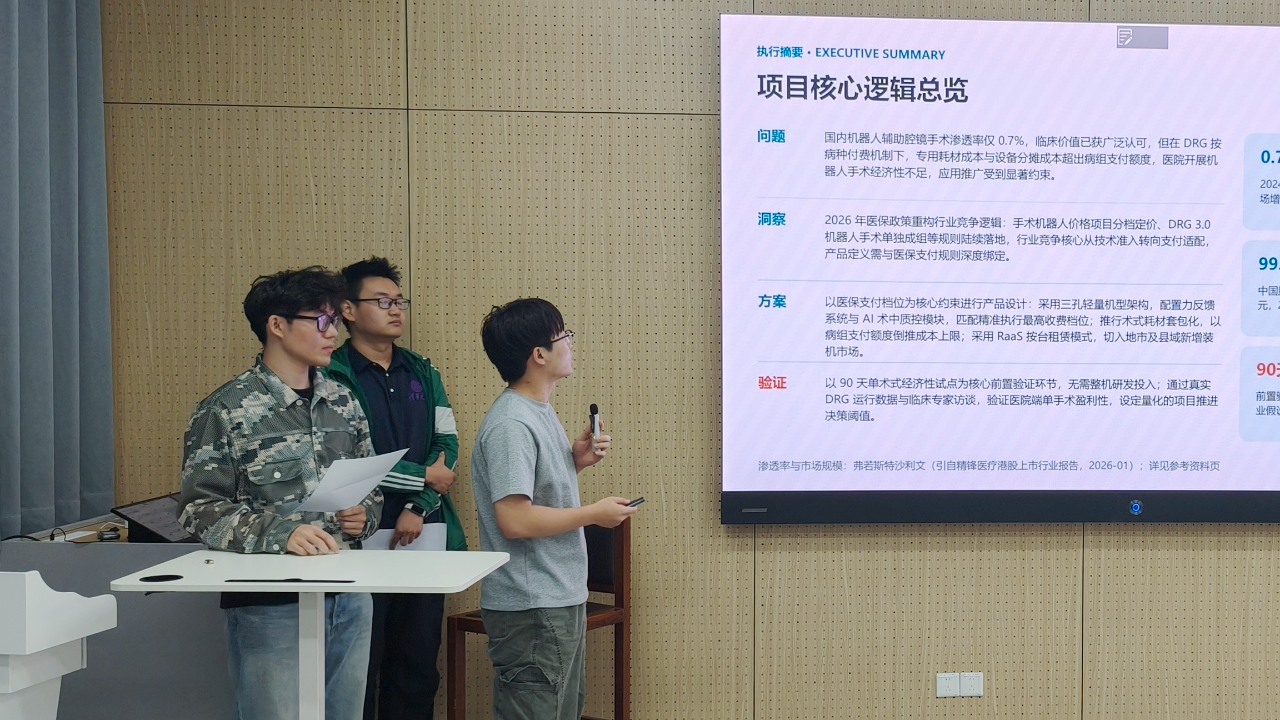 执行摘要 · EXECUTIVE SUMMARY
项目核心逻辑总览
问题
国内机器人辅助腔镜手术渗透率仅 0.7%，临床价值已获广泛认可，但在 DRG 按
病种付费机制下，专用耗材成本与设备分摊成本超出病组支付额度，医院开展机
器人手术经济性不足，应用推广受到显著约束。
洞察
2026 年医保政策重构行业竞争逻辑：手术机器人价格项目分档定价、DRG 3.0
机器人手术单独成组等规则陆续落地，行业竞争核心从技术准入转向支付适配，
产品定义需与医保支付规则深度绑定。
方案
以医保支付档位为核心约束进行产品设计：采用三孔轻量机型架构，配置力反馈
系统与 AI 术中质控模块，匹配精准执行最高收费档位；推行术式耗材套包化，以
病组支付额度倒推成本上限；采用 RaaS 按台租赁模式，切入地市及县域新增装
机市场。
验证
以 90 天单术式经济性试点为核心前置验证环节，无需整机研发投入；通过真实
DRG 运行数据与临床专家访谈，验证医院端单手术盈利性，设定量化的项目推进
决策阈值。
渗透率与市场规模：弗若斯特沙利文（引自精锋医疗港股上市行业报告，2026-01）；详见参考资料页
0.7
2024
场增
99.
中国
元，
90天
前置验
业假设